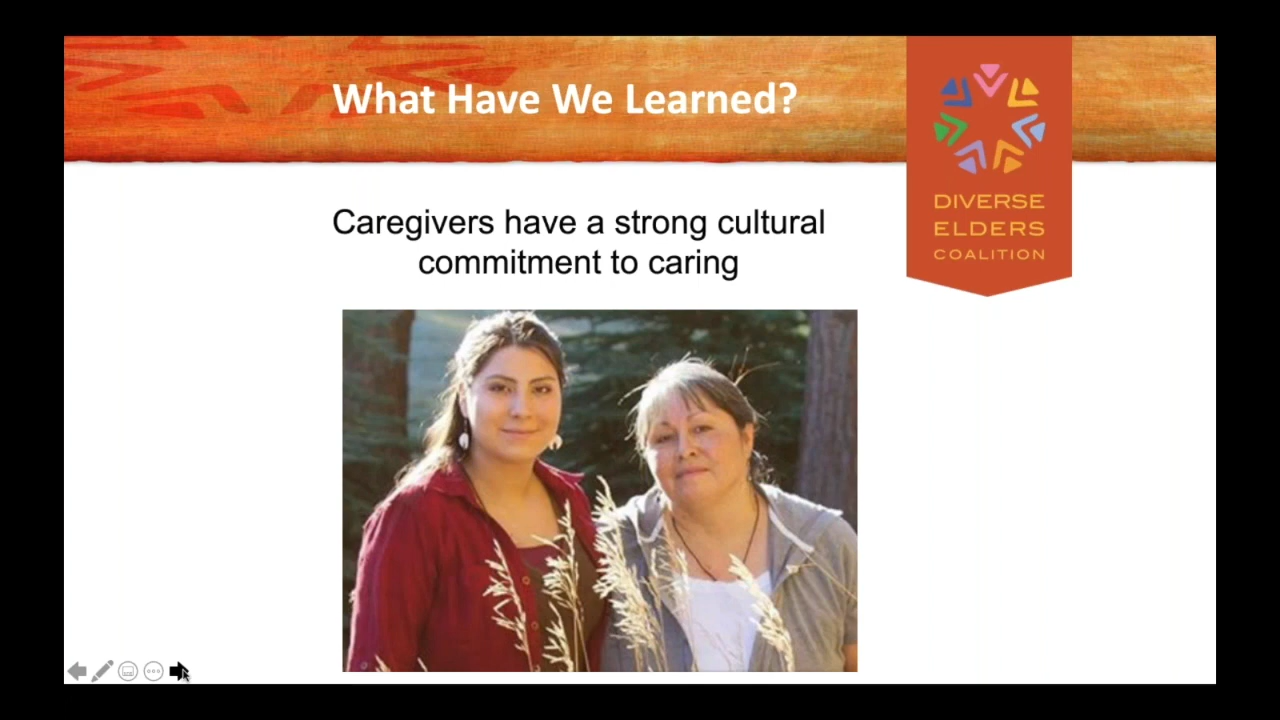 What Have We Learned?
DIVERSE
ELDERS
COALITION
Caregivers have a strong cultural
commitment to caring